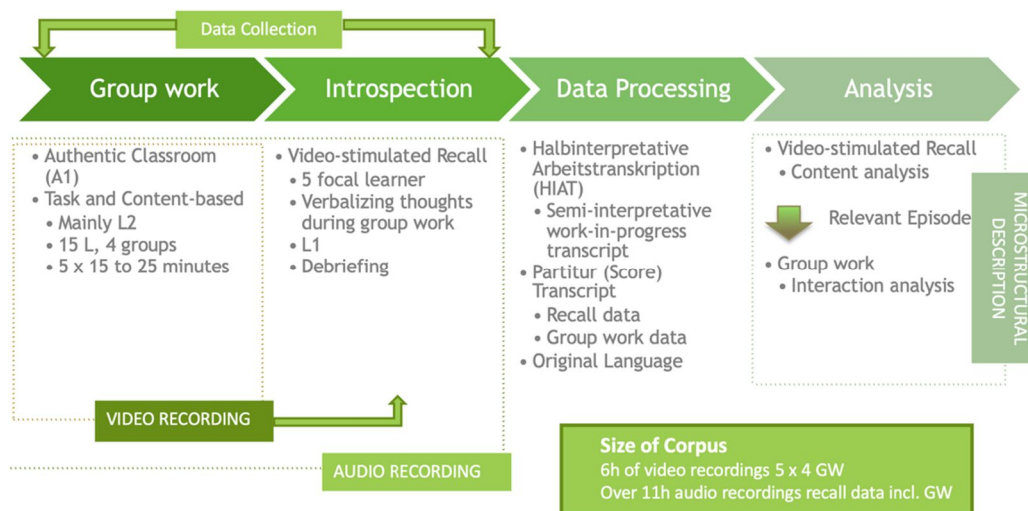 Data Collection
Group work
Introspection
Data Processing
Analysis
• Authentic Classroom
(A1)
• Task and Content-based
• Mainly L2
• 15 L, 4 groups
• 5 x 15 to 25 minutes
• Video-stimulated Recall
• 5 focal learner
• Verbalizing thoughts
during group work
• L1
• Debriefing
• Halbinterpretative
Arbeitstranskription
(HIAT)
• Semi-interpretative
work-in-progress
transcript
• Partitur (Score)
Transcript
• Recall data
• Group work data
• Original Language
• Video-stimulated Recall
• Content analysis
Relevant Episode
• Group work
• Interaction analysis
MICROSTRUCTURAL
DESCRIPTION
VIDEO RECORDING
AUDIO RECORDING
Size of Corpus
6h of video recordings 5 x 4 GW
Over 11h audio recordings recall data incl. GW